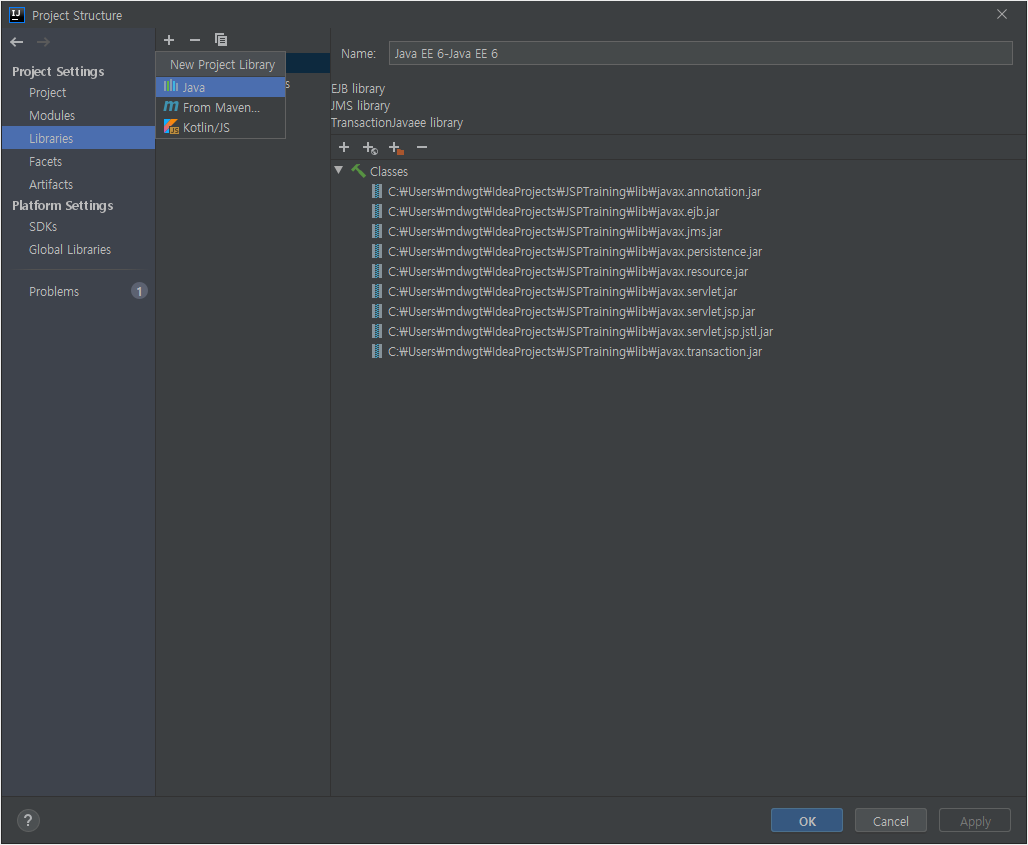 Project Structure
Project Settings
Project
Modules
Libraries
Facets
Artifacts
Platform Settings
SDKs
Global Libraries
Problems
1
New Project Library
Java
From Maven...
Kotlin/JS
s
Name:
Java EE 6-Java EE 6
EJB library
JMS library
TransactionJavaee library
Classes
C:₩Users₩mdwgt₩IdeaProjects₩JSPTraining₩lib₩javax.annotation.jar
C:₩Users₩mdwgt₩IdeaProjects₩JSPTraining₩lib₩javax.ejb.jar
C:₩Users₩mdwgt₩IdeaProjects₩JSPTraining₩lib₩javax.jms.jar
C:₩Users₩mdwgt₩IdeaProjects₩JSPTraining₩lib₩javax.persistence.jar
C:₩Users₩mdwgt₩IdeaProjects₩JSPTraining₩lib₩javax.resource.jar
C:₩Users₩mdwgt₩IdeaProjects₩JSPTraining₩lib₩javax.servlet.jar
C:₩Users₩mdwgt₩IdeaProjects₩JSPTraining₩lib₩javax.servlet.jsp.jar
C:₩Users₩mdwgt₩IdeaProjects₩JSPTraining₩lib₩javax.servlet.jsp.jstl.jar
C:₩Users₩mdwgt₩IdeaProjects₩JSPTraining₩lib₩javax.transaction.jar
?
OK
Cancel
Apply